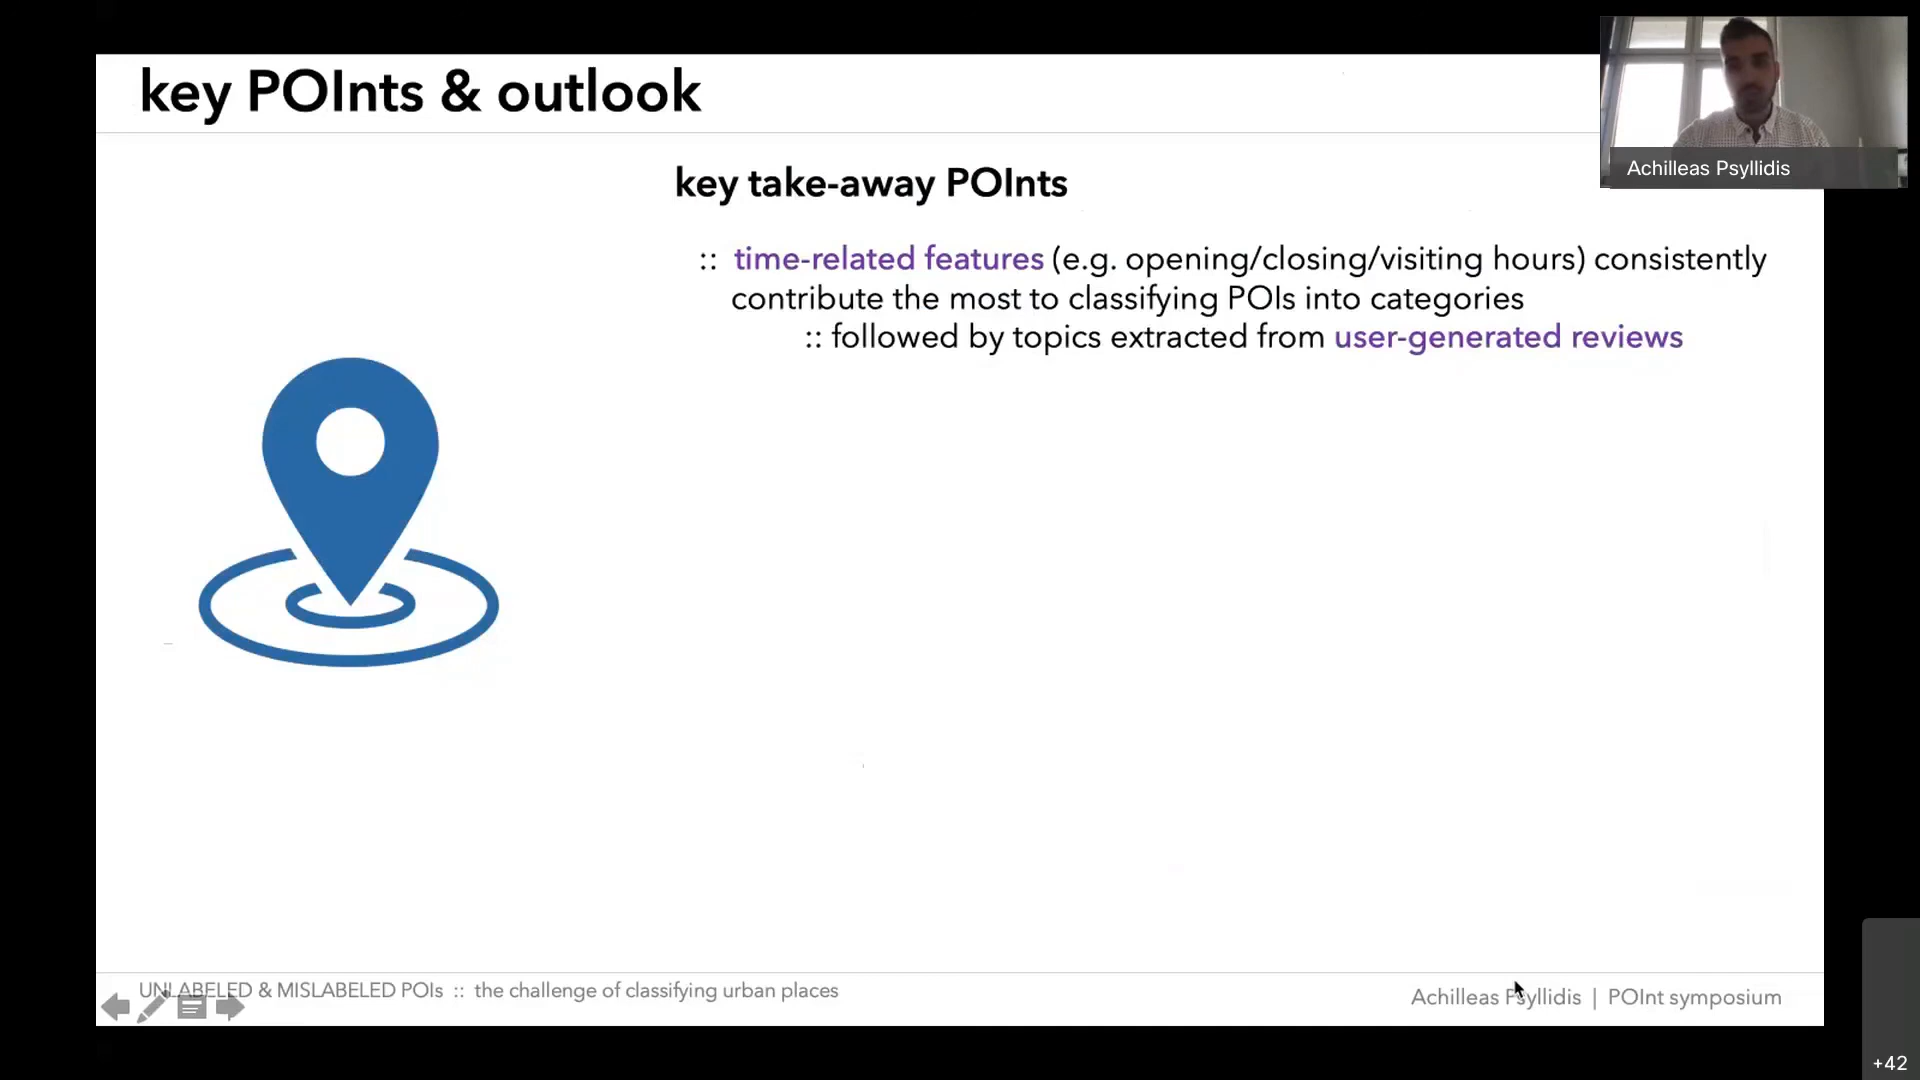 key POInts & outlook
Achilleas Psyllidis
key take-away POInts
:: time-related features (e.g. opening/closing/visiting hours) consistently
contribute the most to classifying POIs into categories
:: followed by topics extracted from user-generated reviews
UNLABELED & MISLABELED POIs :: the challenge of classifying urban places
Achilleas Psyllidis | POInt symposium
+42